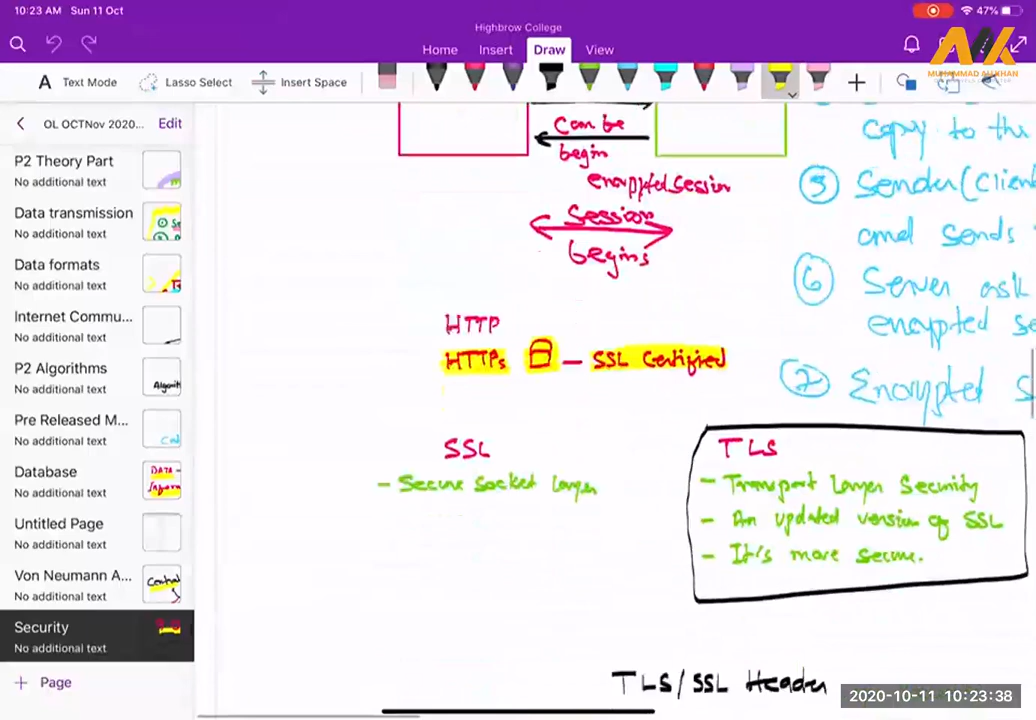 10:23 AM Sun 11 Oct
47%
Highbrow College
Home Insert Draw View
MUHAMMAD ALI KHAN
A Text Mode Lasso Select Insert Space
OL OCTNov 2020... Edit
P2 Theory Part
No additional text
Data transmission
No additional text
Data formats
No additional text
Internet Commu...
No additional text
P2 Algorithms
No additional text
Pre Released M...
No additional text
Database
No additional text
Untitled Page
No additional text
Von Neumann A...
No additional text
Security
No additional text
+ Page
Can be
begin
encrypted session
Session
begins
HTTP
HTTPs — SSL Certified
SSL
- Secure Socket Layer
TLS
- Transport Layer Security
- An updated version of SSL
- It's more secure.
TLS/SSL Header
copy to th
⑤ Sender (Clien
and sends
⑥ Server ask
encrypted se
⑦ Encrypted S
2020-10-11 10:23:38